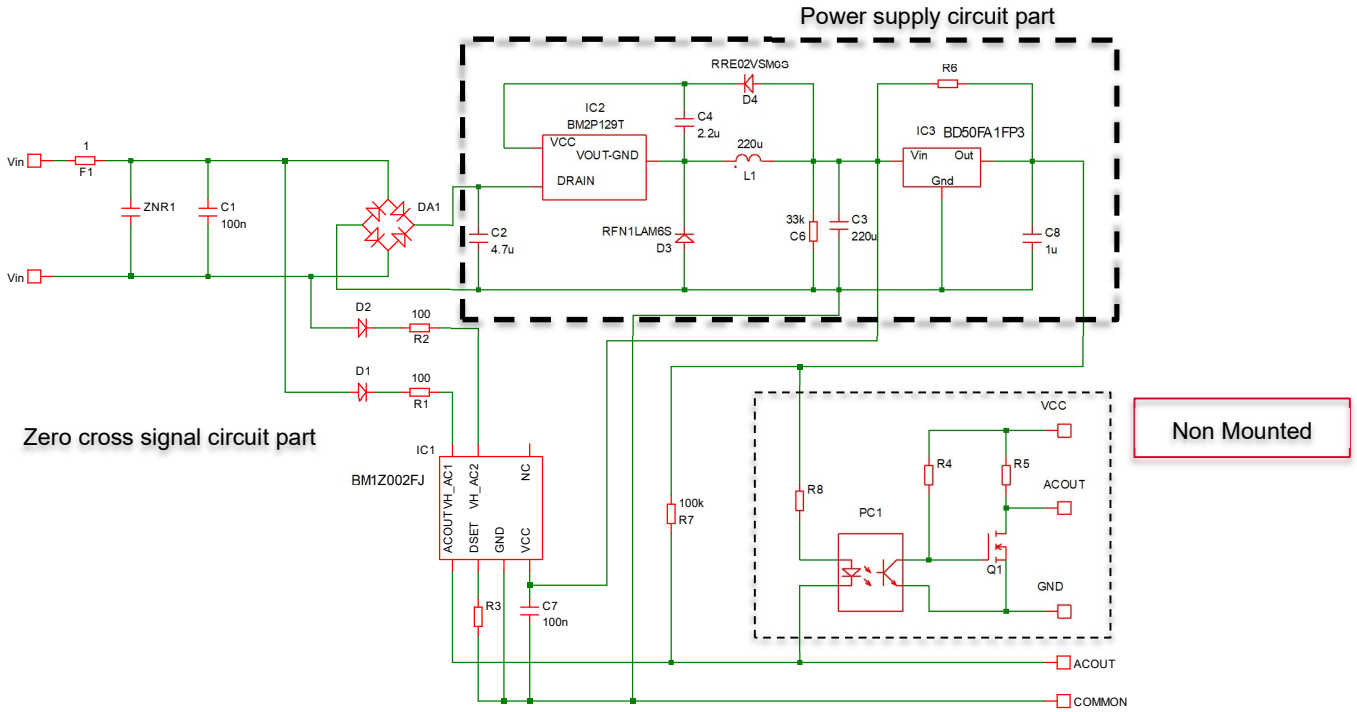 Power supply circuit part
RRE02VSMGS
D4
R6
IC2
BM2P129T
C4
2.2u
IC3
BD50FA1FP3
VCC
VOUT-GND
DRAIN
220u
L1
Vin
Out
Gnd
Vin
1
F1
ZNR1
C1
100n
DA1
C2
4.7u
RFN1LAM6S
D3
33k
C6
C3
220u
C8
1u
Vin
D2
100
R2
D1
100
R1
Zero cross signal circuit part
IC1
BM1Z002FJ
VH_AC1
VH_AC2
NC
ACOUT
DSET
GND
VCC
R3
C7
100n
100k
R7
R8
PC1
R4
R5
Q1
VCC
ACOUT
GND
Non Mounted
ACOUT
COMMON